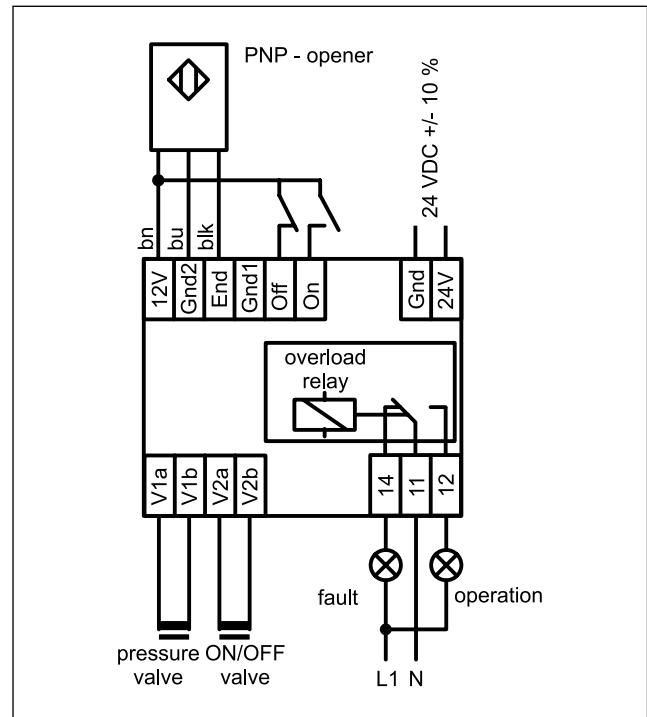 PNP - opener
24 VDC +/- 10 %
bn
bu
blk
12V
Gnd2
End
Gnd1
Off
On
Gnd
24V
overload
relay
V1a
V1b
V2a
V2b
14
11
12
fault
operation
pressure
valve
ON/OFF
valve
L1 N